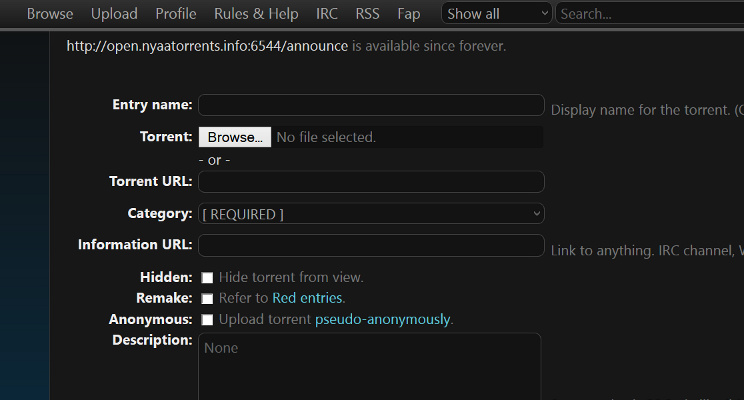 Browse Upload Profile Rules & Help IRC RSS Fap Show all Search...
http://open.nyaatorrents.info:6544/announce is available since forever.
Entry name: Display name for the torrent. (
Torrent: Browse... No file selected.
- or -
Torrent URL:
Category: [ REQUIRED ]
Information URL: Link to anything. IRC channel,
Hidden: Hide torrent from view.
Remake: Refer to Red entries.
Anonymous: Upload torrent pseudo-anonymously.
Description: None